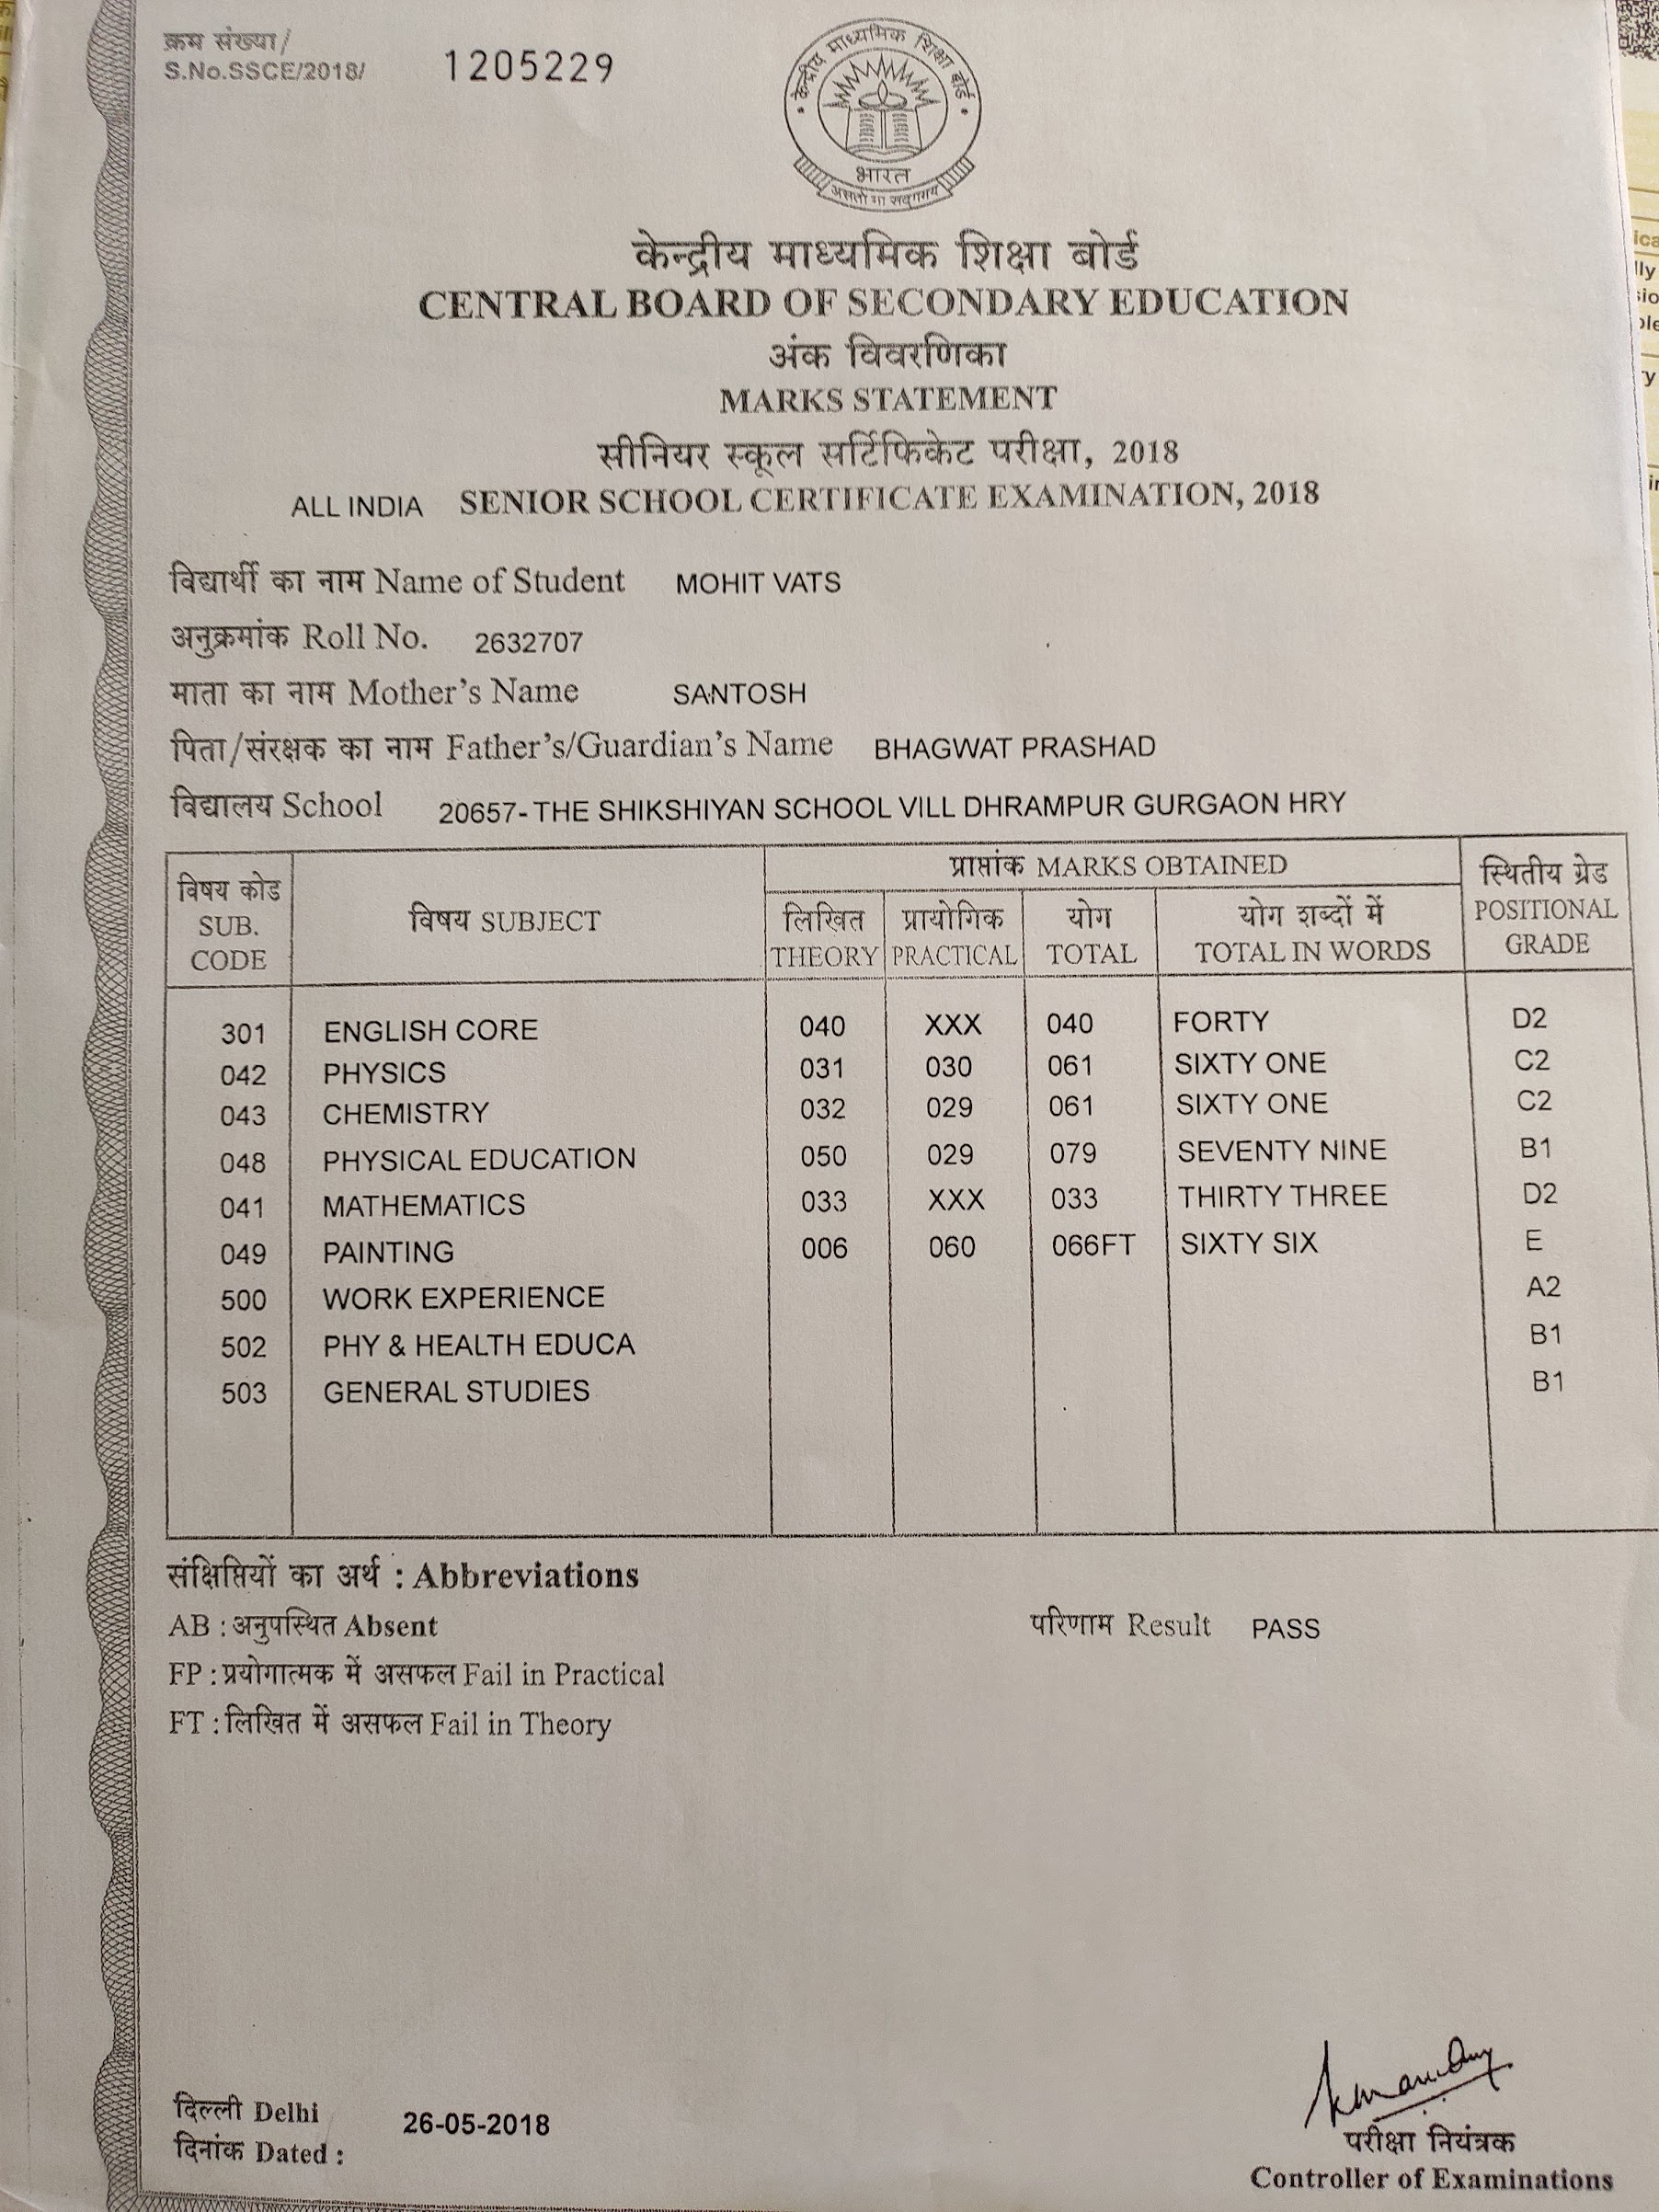 क्रम संख्या/
S.No.SSCE/2018/ 1205229
केन्द्रीय माध्यमिक शिक्षा बोर्ड
भारत
असतो मा सद्गमय
केन्द्रीय माध्यमिक शिक्षा बोर्ड
CENTRAL BOARD OF SECONDARY EDUCATION
अंक विवरणिका
MARKS STATEMENT
सीनियर स्कूल सर्टिफिकेट परीक्षा, 2018
ALL INDIA SENIOR SCHOOL CERTIFICATE EXAMINATION, 2018
विद्यार्थी का नाम Name of Student MOHIT VATS
अनुक्रमांक Roll No. 2632707
माता का नाम Mother's Name SANTOSH
पिता/संरक्षक का नाम Father's/Guardian's Name BHAGWAT PRASHAD
विद्यालय School 20657- THE SHIKSHIYAN SCHOOL VILL DHRAMPUR GURGAON HRY
विषय कोड SUB. CODE विषय SUBJECT प्राप्तांक MARKS OBTAINED स्थितीय ग्रेड POSITIONAL GRADE
लिखित THEORY प्रायोगिक PRACTICAL योग TOTAL योग शब्दों में TOTAL IN WORDS
301 ENGLISH CORE 040 XXX 040 FORTY D2
042 PHYSICS 031 030 061 SIXTY ONE C2
043 CHEMISTRY 032 029 061 SIXTY ONE C2
048 PHYSICAL EDUCATION 050 029 079 SEVENTY NINE B1
041 MATHEMATICS 033 XXX 033 THIRTY THREE D2
049 PAINTING 006 060 066FT SIXTY SIX E
500 WORK EXPERIENCE A2
502 PHY & HEALTH EDUCA B1
503 GENERAL STUDIES B1
संक्षिप्तियों का अर्थ : Abbreviations
AB : अनुपस्थित Absent परिणाम Result PASS
FP : प्रयोगात्मक में असफल Fail in Practical
FT : लिखित में असफल Fail in Theory
दिल्ली Delhi
दिनांक Dated : 26-05-2018
परीक्षा नियंत्रक
Controller of Examinations